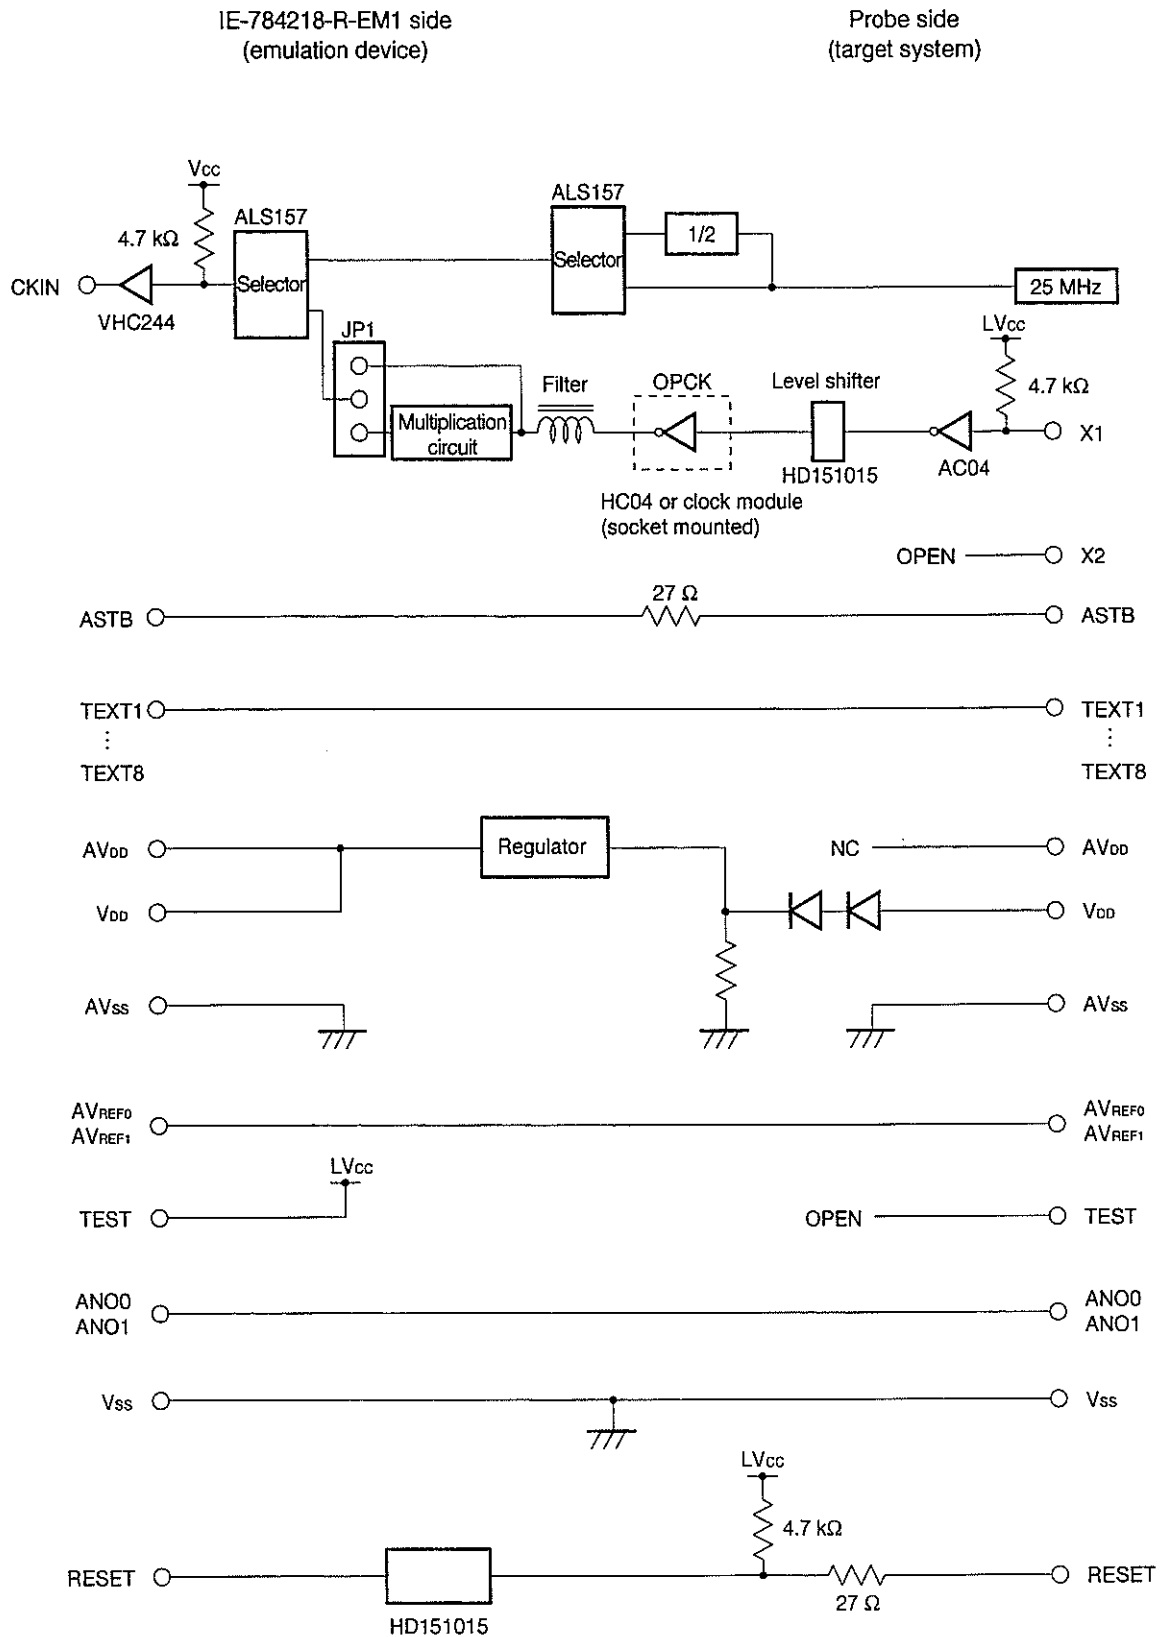 IE-784218-R-EM1 side
(emulation device)
Probe side
(target system)
Vcc
4.7 kΩ
ALS157
Selector
CKIN
VHC244
ALS157
Selector
1/2
25 MHz
JP1
Multiplication
circuit
Filter
OPCK
HC04 or clock module
(socket mounted)
Level shifter
HD151015
LVcc
4.7 kΩ
AC04
X1
OPEN
X2
ASTB
27 Ω
ASTB
TEXT1
⋮
TEXT8
TEXT1
⋮
TEXT8
AVDD
Regulator
NC
AVDD
VDD
VDD
AVss
AVss
AVREF0
AVREF1
AVREF0
AVREF1
LVcc
TEST
OPEN
TEST
ANO0
ANO1
ANO0
ANO1
Vss
Vss
LVcc
4.7 kΩ
RESET
HD151015
27 Ω
RESET